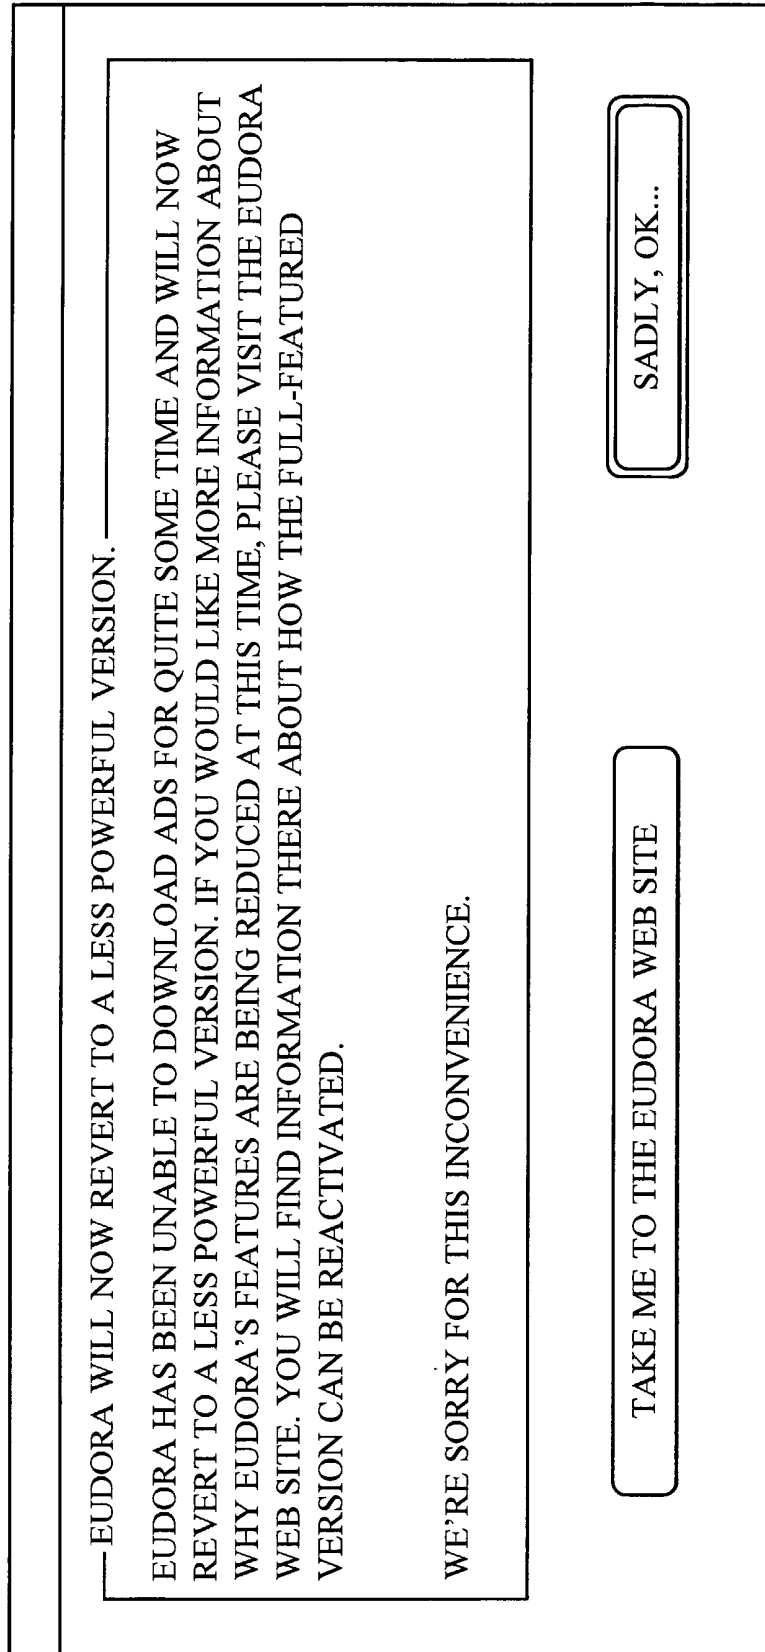 EUDORA WILL NOW REVERT TO A LESS POWERFUL VERSION.
EUDORA HAS BEEN UNABLE TO DOWNLOAD ADS FOR QUITE SOME TIME AND WILL NOW
REVERT TO A LESS POWERFUL VERSION. IF YOU WOULD LIKE MORE INFORMATION ABOUT
WHY EUDORA'S FEATURES ARE BEING REDUCED AT THIS TIME, PLEASE VISIT THE EUDORA
WEB SITE. YOU WILL FIND INFORMATION THERE ABOUT HOW THE FULL-FEATURED
VERSION CAN BE REACTIVATED.
WE'RE SORRY FOR THIS INCONVENIENCE.
TAKE ME TO THE EUDORA WEB SITE
SADLY, OK...